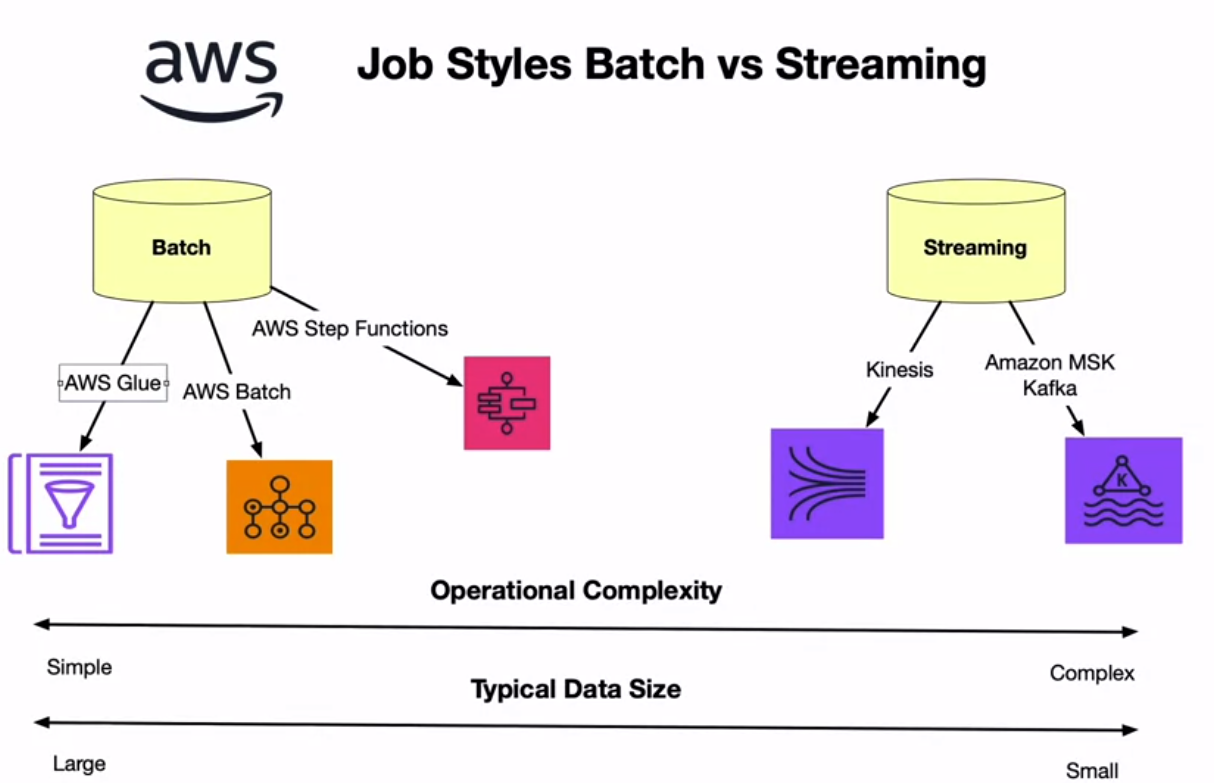 aws
Job Styles Batch vs Streaming
Batch
Streaming
AWS Step Functions
AWS Glue
AWS Batch
Kinesis
Amazon MSK
Kafka
K
Operational Complexity
Simple
Complex
Typical Data Size
Large
Small